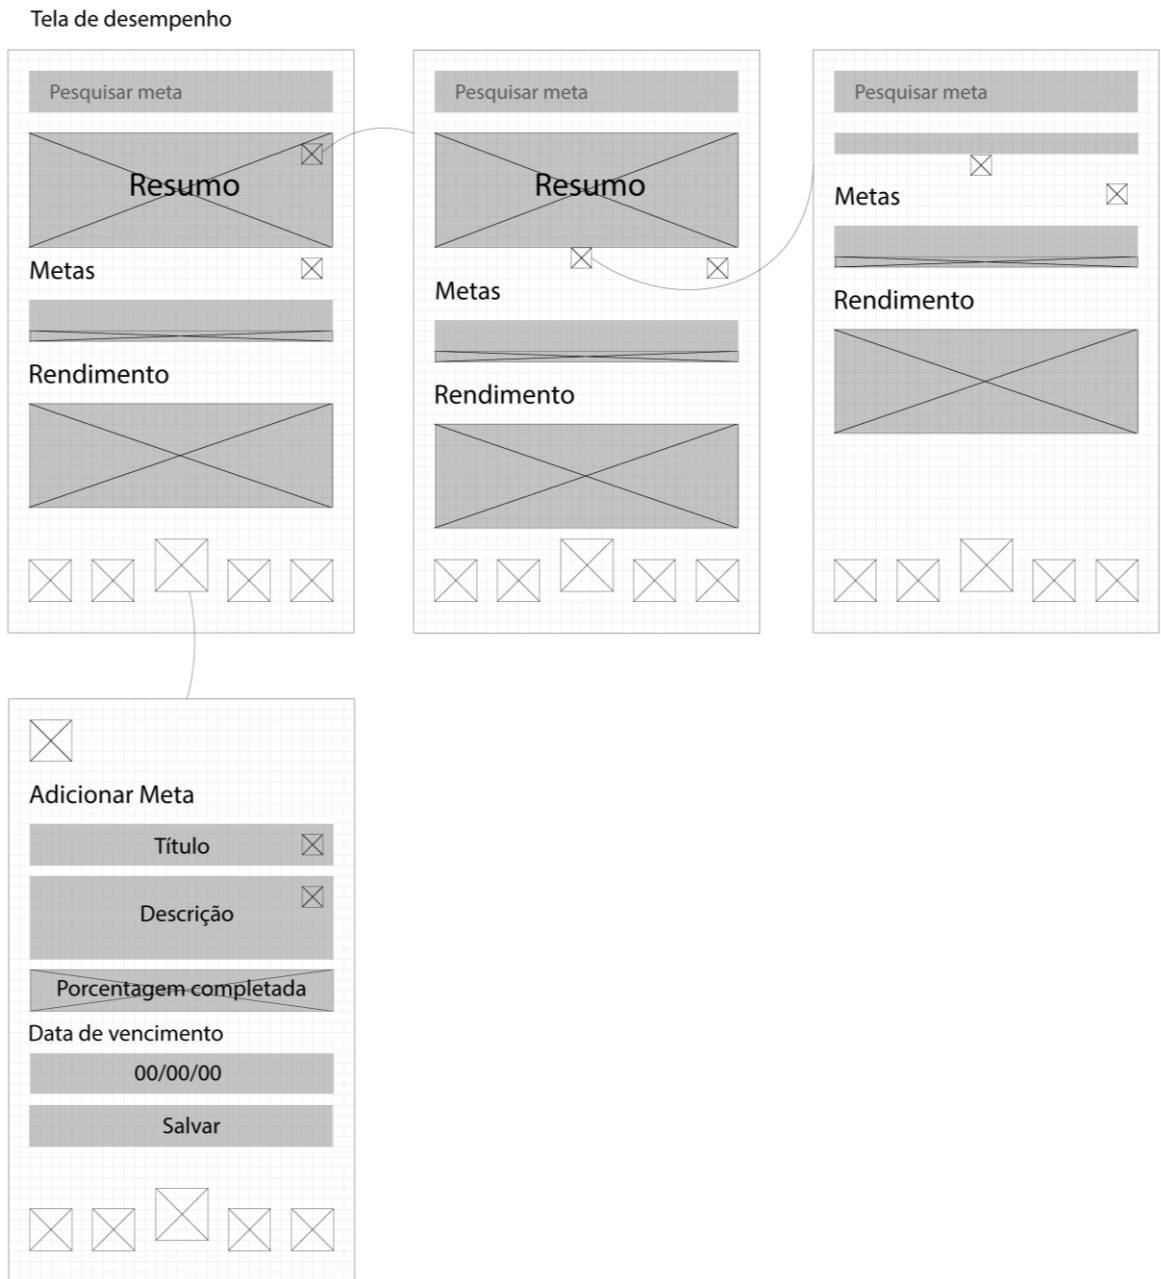 Tela de desempenho
Pesquisar meta
Resumo
Metas
Rendimento
Pesquisar meta
Resumo
Metas
Rendimento
Pesquisar meta
Metas
Rendimento
Adicionar Meta
Título
Descrição
Porcentagem completada
Data de vencimento
00/00/00
Salvar